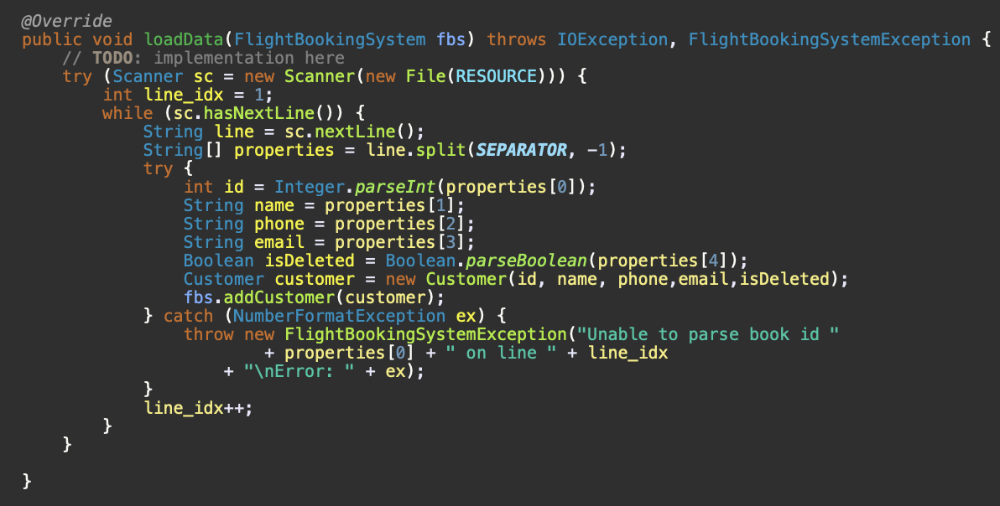 @Override
public void loadData(FlightBookingSystem fbs) throws IOException, FlightBookingSystemException {
    // TODO: implementation here
    try (Scanner sc = new Scanner(new File(RESOURCE))) {
        int line_idx = 1;
        while (sc.hasNextLine()) {
            String line = sc.nextLine();
            String[] properties = line.split(SEPARATOR, -1);
            try {
                int id = Integer.parseInt(properties[0]);
                String name = properties[1];
                String phone = properties[2];
                String email = properties[3];
                Boolean isDeleted = Boolean.parseBoolean(properties[4]);
                Customer customer = new Customer(id, name, phone,email,isDeleted);
                fbs.addCustomer(customer);
            } catch (NumberFormatException ex) {
                throw new FlightBookingSystemException("Unable to parse book id "
                        + properties[0] + " on line " + line_idx
                    + "\nError: " + ex);
            }
            line_idx++;
        }
    }
}